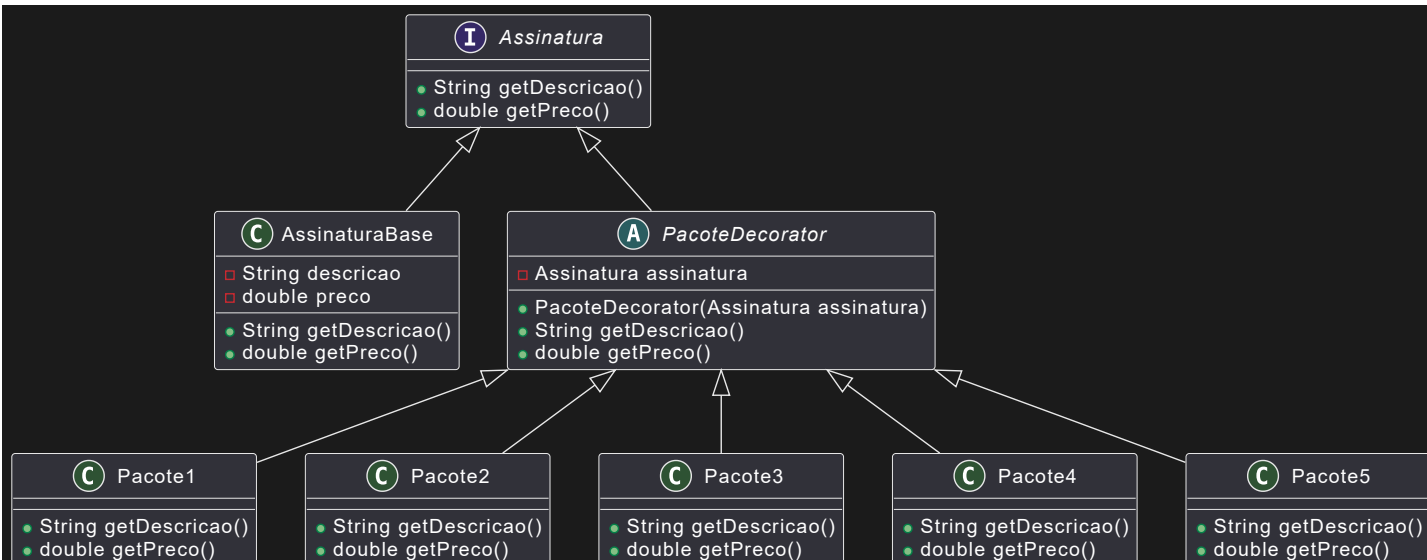 I Assinatura
String getDescricao()
double getPreco()
C AssinaturaBase
String descricao
double preco
String getDescricao()
double getPreco()
A PacoteDecorator
Assinatura assinatura
PacoteDecorator(Assinatura assinatura)
String getDescricao()
double getPreco()
C Pacote1
String getDescricao()
double getPreco()
C Pacote2
String getDescricao()
double getPreco()
C Pacote3
String getDescricao()
double getPreco()
C Pacote4
String getDescricao()
double getPreco()
C Pacote5
String getDescricao()
double getPreco()